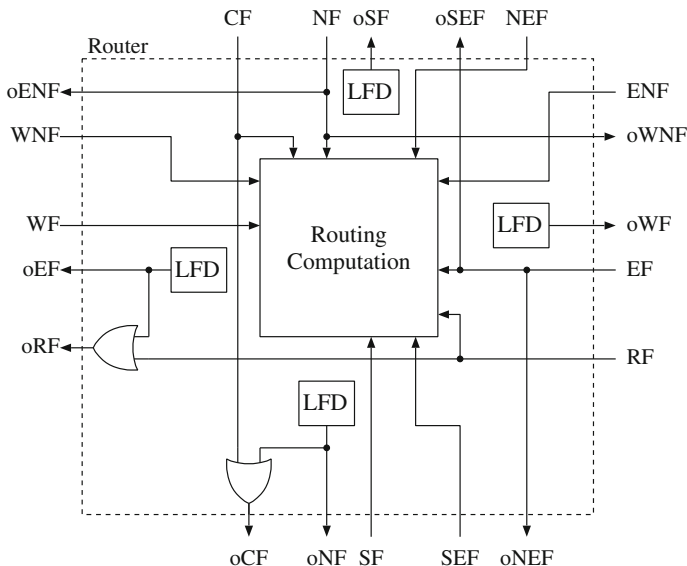 CF NF oSF oSEF NEF
Router
LFD
oENF ENF
WNF oWNF
WF LFD oWF
Routing
Computation
oEF LFD EF
oRF RF
LFD
oCF oNF SF SEF oNEF